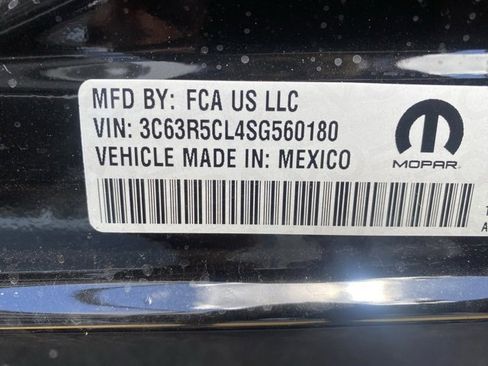 MFD BY: FCA US LLC
VIN: 3C63R5CL4SG560180
VEHICLE MADE IN: MEXICO
MOPAR